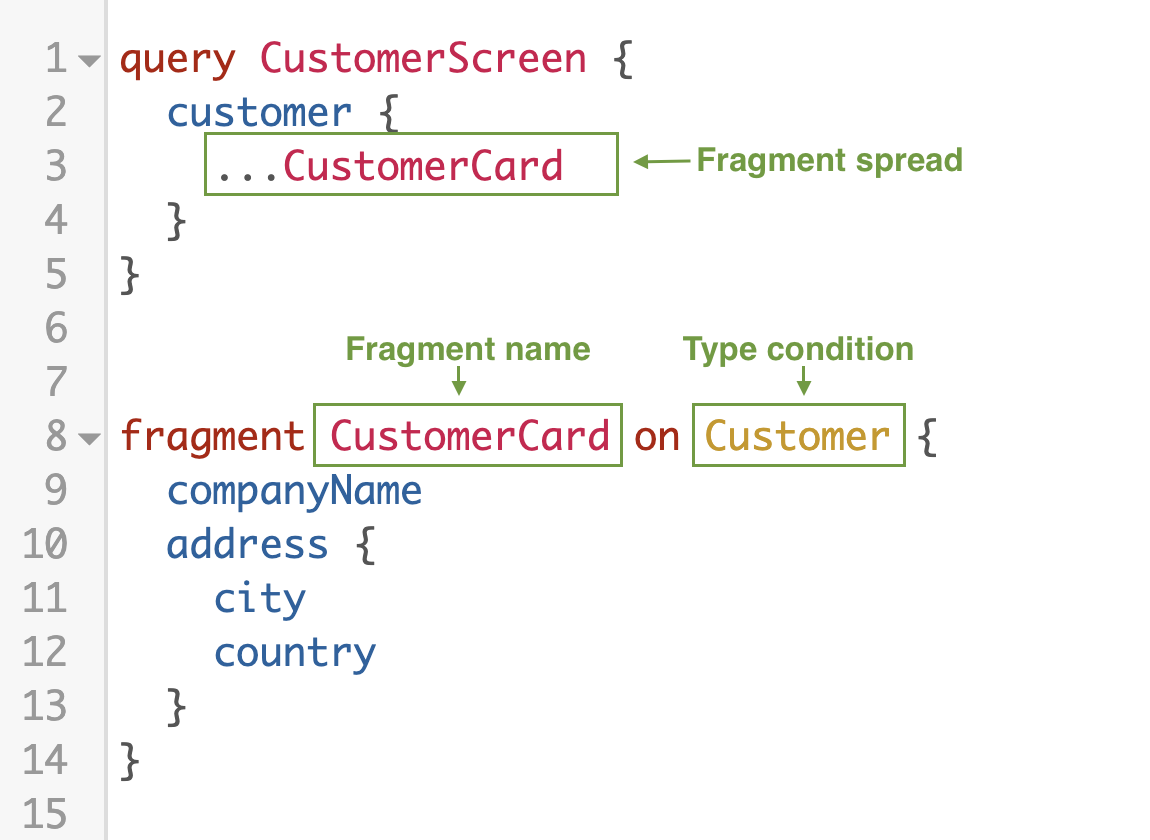 1 query CustomerScreen {
2 customer {
3 ...CustomerCard Fragment spread
4 }
5 }
6
7
Fragment name Type condition
8 fragment CustomerCard on Customer {
9 companyName
10 address {
11 city
12 country
13 }
14 }
15